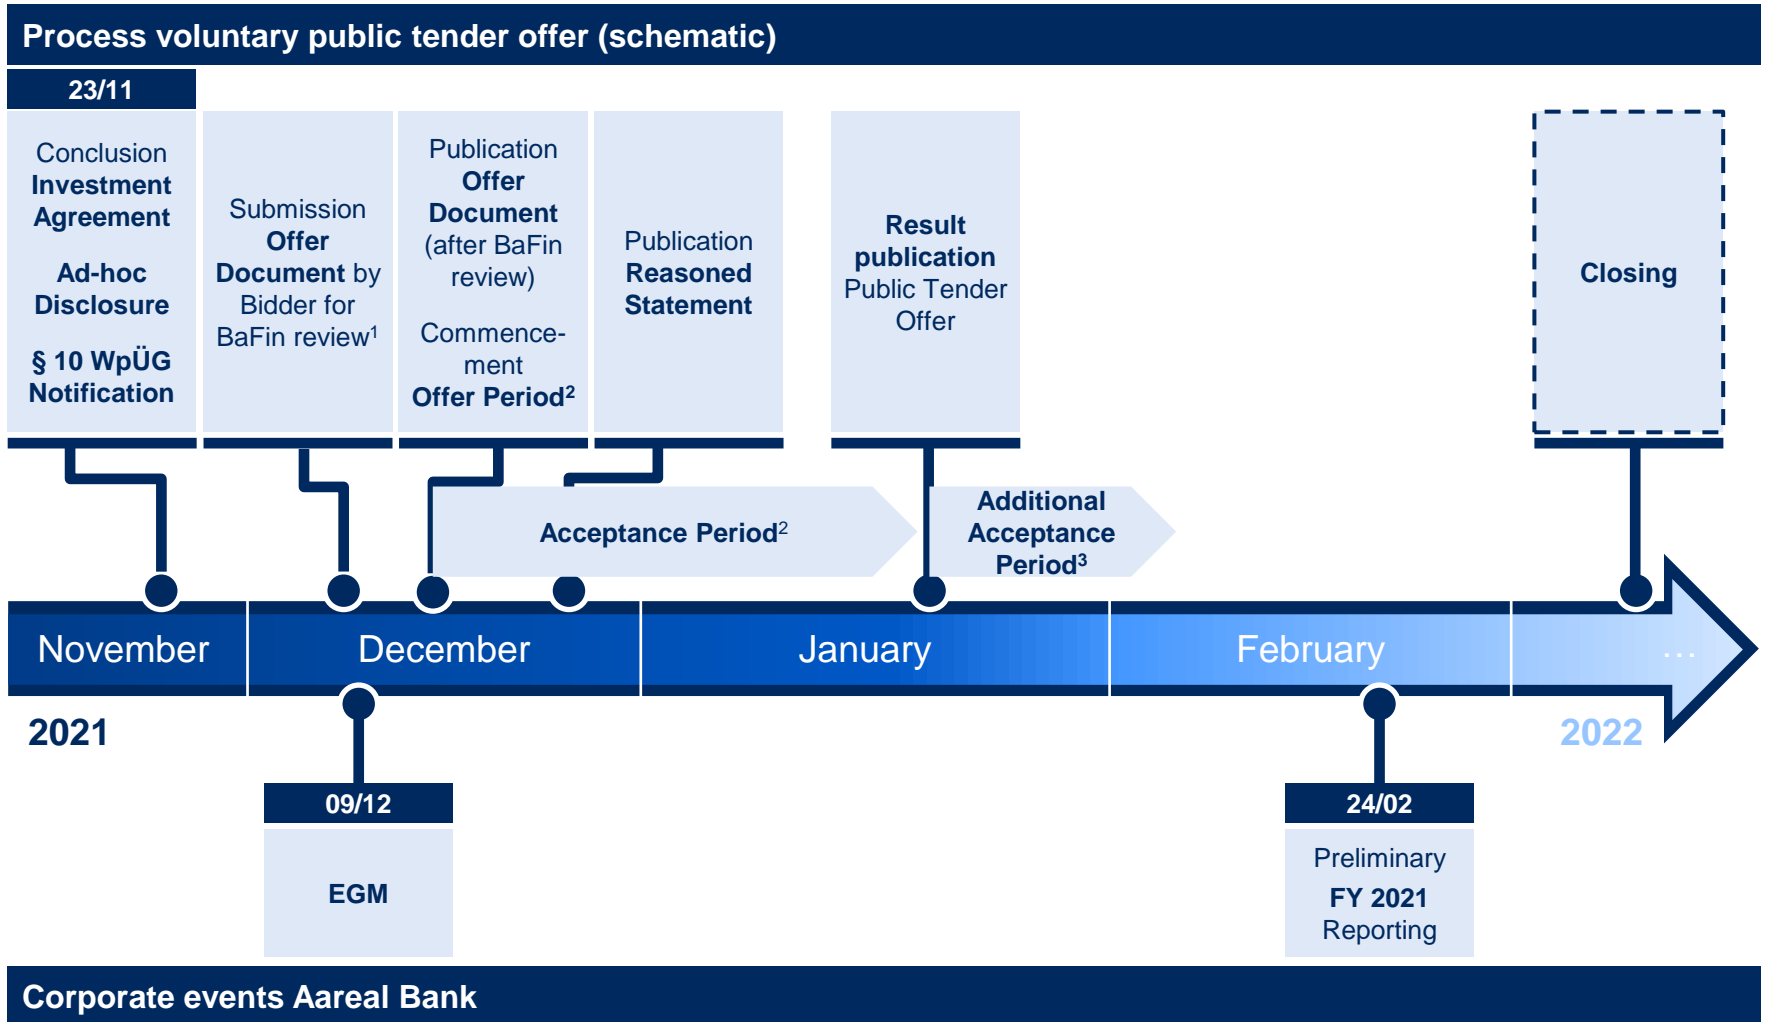 Process voluntary public tender offer (schematic)
23/11
Conclusion
Investment
Agreement
Ad-hoc
Disclosure
§ 10 WpÜG
Notification
Submission
Offer
Document by
Bidder for
BaFin review¹
Publication
Offer
Document
(after BaFin
review)
Commence-
ment
Offer Period²
Publication
Reasoned
Statement
Result
publication
Public Tender
Offer
Closing
Acceptance Period²
Additional
Acceptance
Period³
November
December
January
February
...
2021
2022
09/12
EGM
24/02
Preliminary
FY 2021
Reporting
Corporate events Aareal Bank